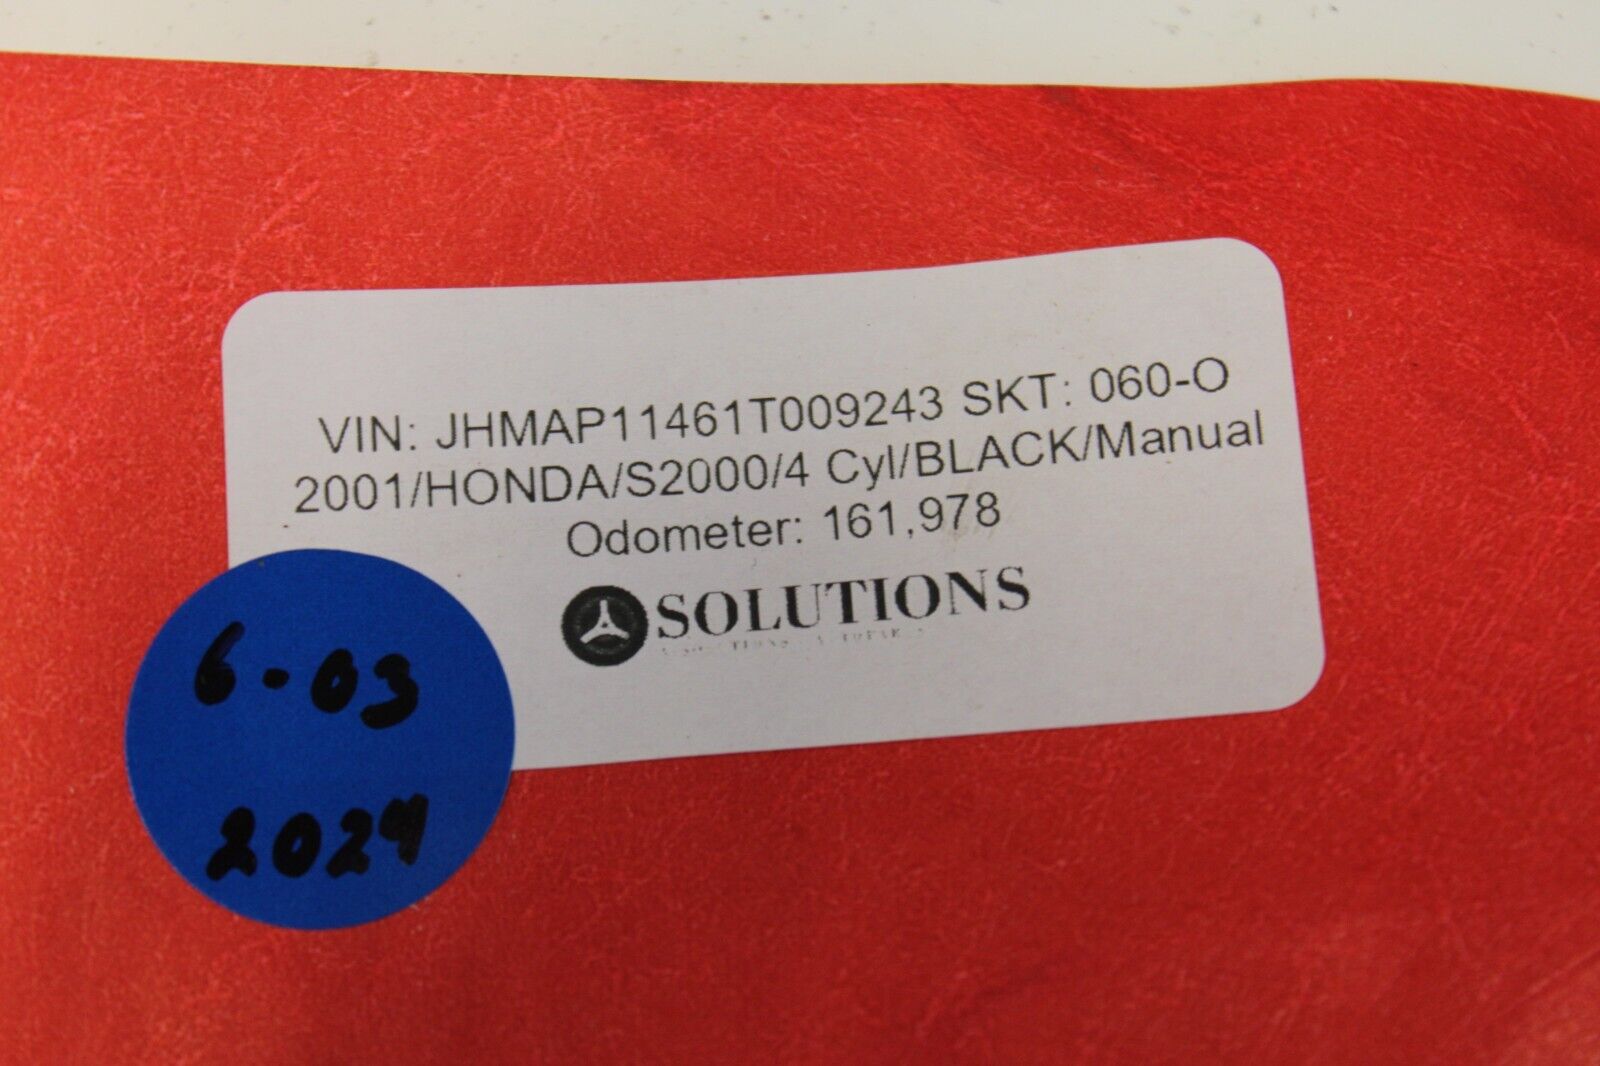 VIN: JHMAP11461T009243 SKT: 060-O
2001/HONDA/S2000/4 Cyl/BLACK/Manual
Odometer: 161,978
SOLUTIONS
6-03
2024